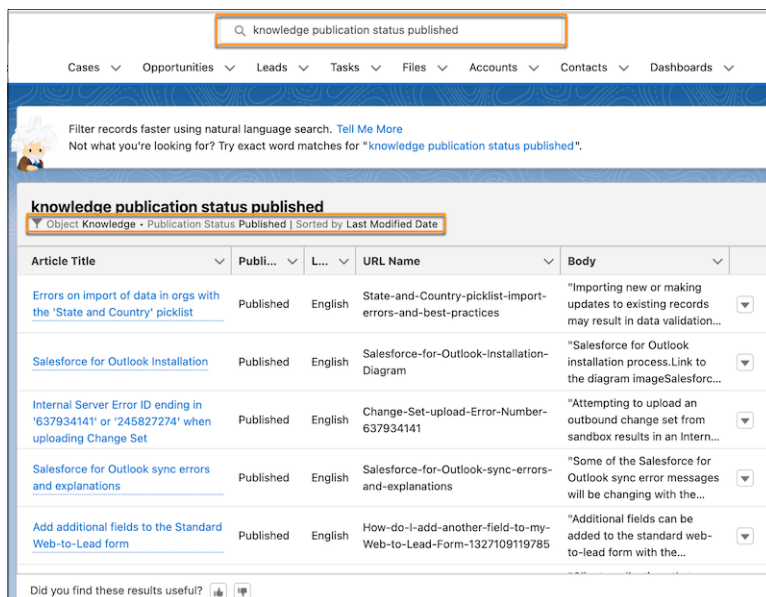 knowledge publication status published
Cases Opportunities Leads Tasks Files Accounts Contacts Dashboards
Filter records faster using natural language search. Tell Me More
Not what you're looking for? Try exact word matches for "knowledge publication status published".
knowledge publication status published
Object Knowledge • Publication Status Published | Sorted by Last Modified Date
Article Title Publi... L... URL Name Body
Errors on import of data in orgs with
the 'State and Country' picklist
Published
English
State-and-Country-picklist-import-
errors-and-best-practices
"Importing new or making
updates to existing records
may result in data validation...
Salesforce for Outlook Installation
Published
English
Salesforce-for-Outlook-Installation-
Diagram
"Salesforce for Outlook
installation process.Link to
the diagram imageSalesforc...
Internal Server Error ID ending in
'637934141' or '245827274' when
uploading Change Set
Published
English
Change-Set-upload-Error-Number-
637934141
"Attempting to upload an
outbound change set from
sandbox results in an Intern...
Salesforce for Outlook sync errors
and explanations
Published
English
Salesforce-for-Outlook-sync-errors-
and-explanations
"Some of the Salesforce for
Outlook sync error messages
will be changing with the...
Add additional fields to the Standard
Web-to-Lead form
Published
English
How-do-I-add-another-field-to-my-
Web-to-Lead-Form-1327109119785
"Additional fields can be
added to the standard web-
to-lead form with the...
Did you find these results useful?